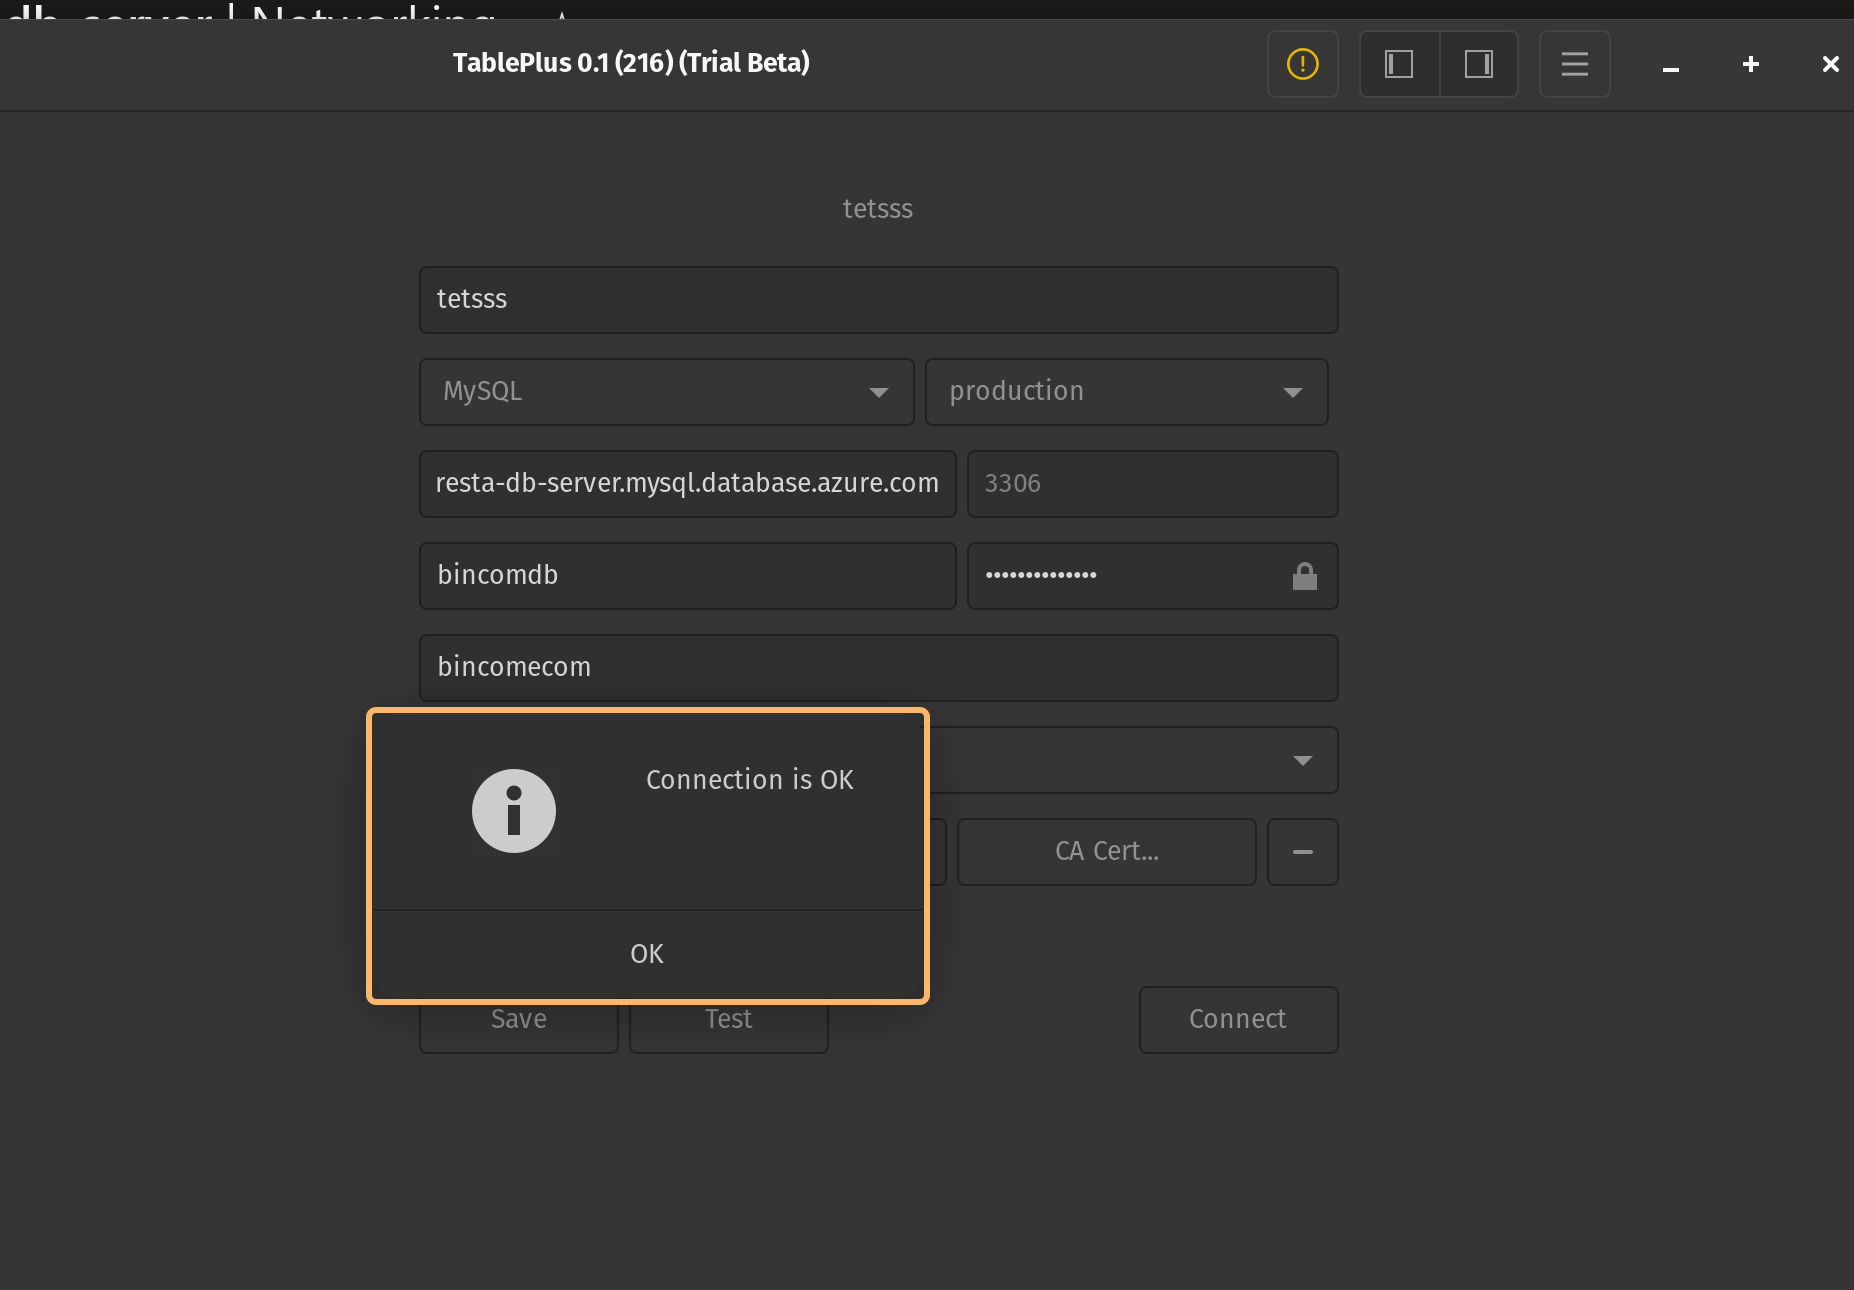 db-server | Networking
TablePlus 0.1 (216) (Trial Beta)
tetsss
tetsss
MySQL production
resta-db-server.mysql.database.azure.com 3306
bincomdb ••••••••••••••
bincomecom
Connection is OK
CA Cert...
OK
Save Test Connect